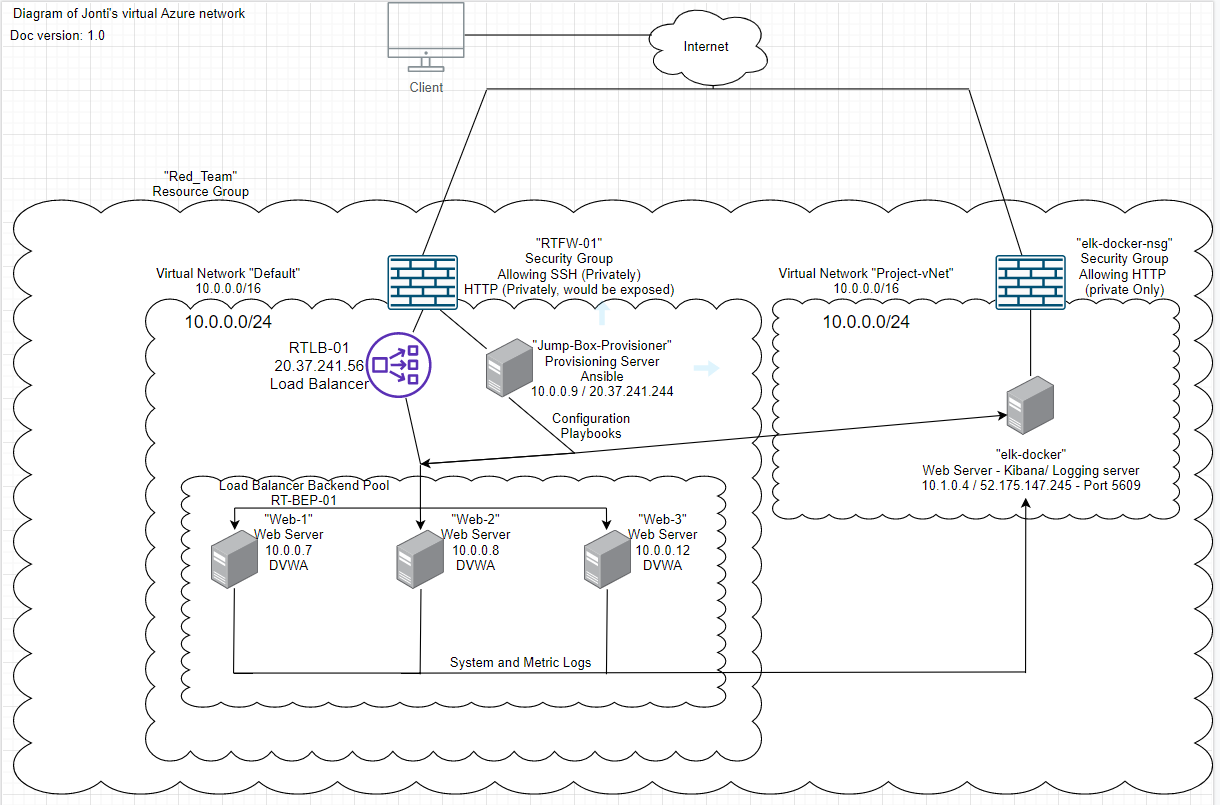 Diagram of Jonti's virtual Azure network
Doc version: 1.0
Client
Internet
"Red_Team"
Resource Group
Virtual Network "Default"
10.0.0.0/16
10.0.0.0/24
"RTFW-01"
Security Group
Allowing SSH (Privately)
HTTP (Privately, would be exposed)
RTLB-01
20.37.241.56
Load Balancer
"Jump-Box-Provisioner"
Provisioning Server
Ansible
10.0.0.9 / 20.37.241.244
Configuration
Playbooks
Virtual Network "Project-vNet"
10.0.0.0/16
10.0.0.0/24
"elk-docker-nsg"
Security Group
Allowing HTTP
(private Only)
"elk-docker"
Web Server - Kibana/ Logging server
10.1.0.4 / 52.175.147.245 - Port 5609
Load Balancer Backend Pool
RT-BEP-01
"Web-1"
Web Server
10.0.0.7
DVWA
"Web-2"
Web Server
10.0.0.8
DVWA
"Web-3"
Web Server
10.0.0.12
DVWA
System and Metric Logs